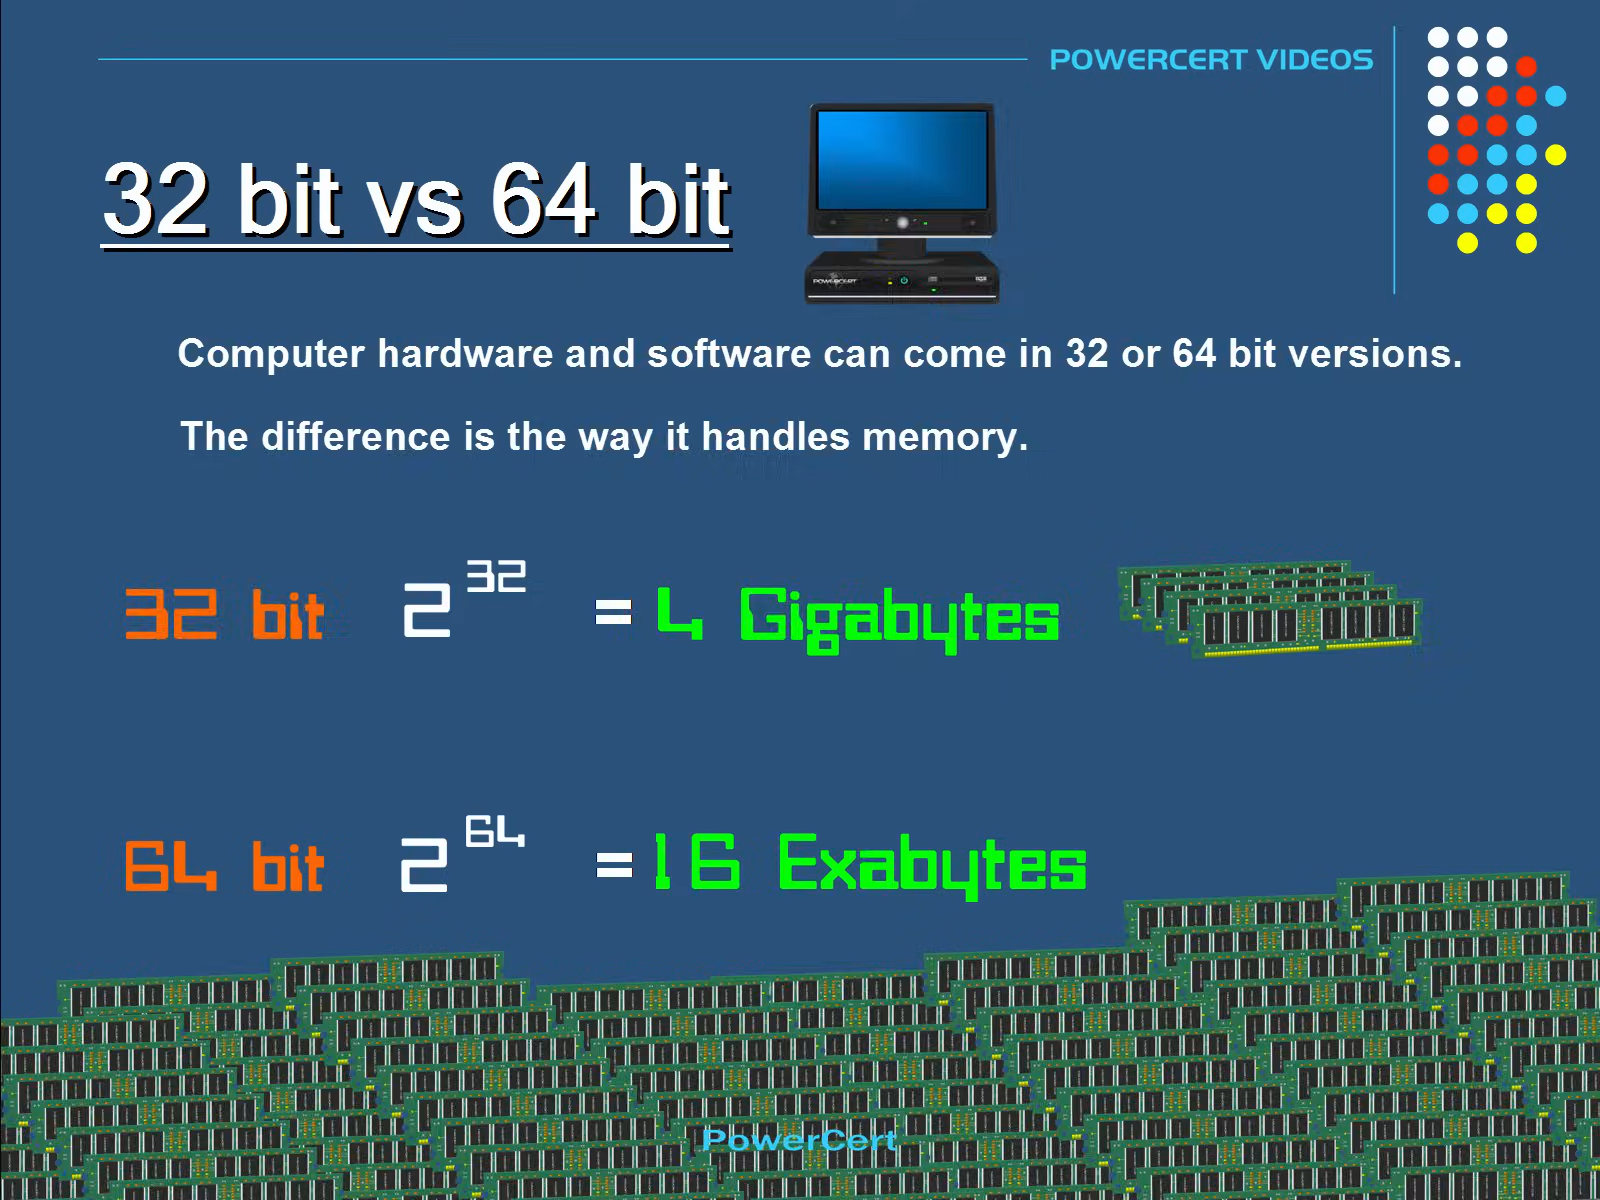 POWERCERT VIDEOS
32 bit vs 64 bit
POWERCERT
Computer hardware and software can come in 32 or 64 bit versions.
The difference is the way it handles memory.
32 bit 2^32 = 4 Gigabytes
64 bit 2^64 = 16 Exabytes
PowerCert